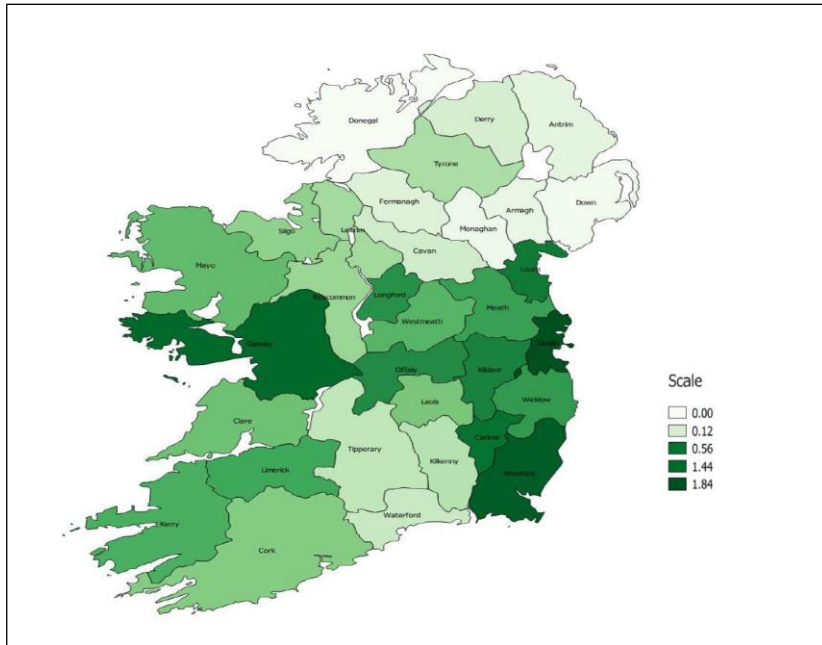 Donegal
Derry
Antrim
Tyrone
Fermanagh
Armagh
Down
Monaghan
Sligo
Leitrim
Cavan
Mayo
Louth
Roscommon
Longford
Meath
Westmeath
Galway
Dublin
Offaly
Kildare
Laois
Wicklow
Clare
Carlow
Tipperary
Kilkenny
Limerick
Wexford
Waterford
Kerry
Cork
Scale
0.00
0.12
0.56
1.44
1.84